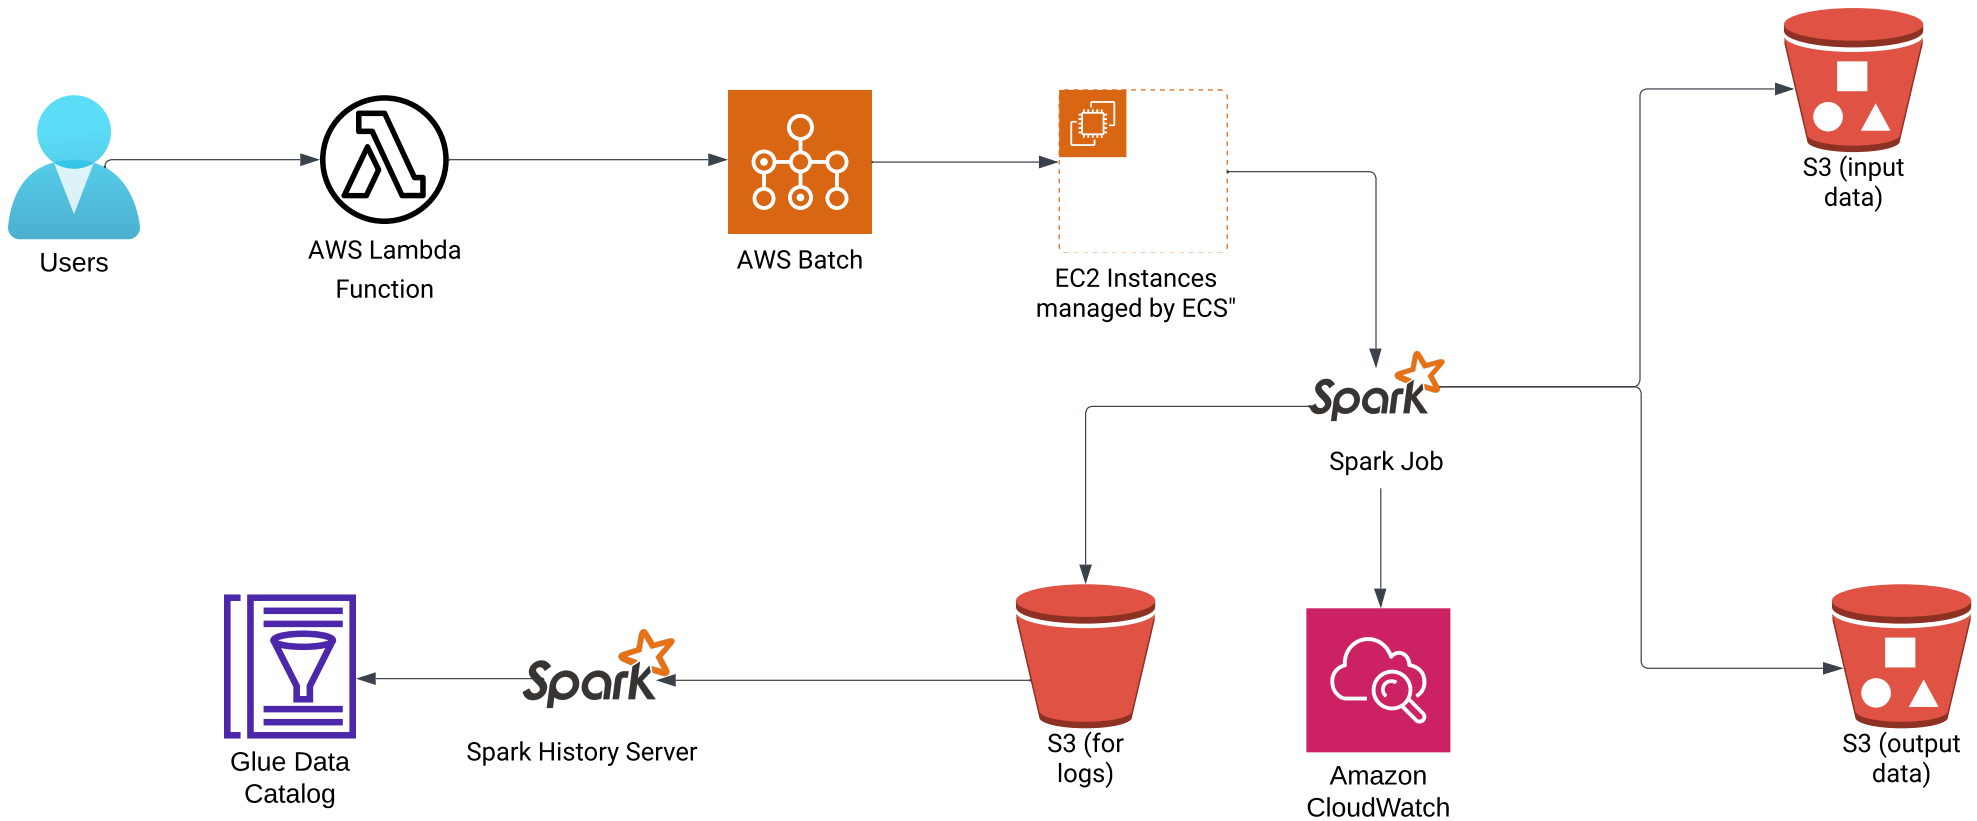 Users
AWS Lambda
Function
AWS Batch
EC2 Instances
managed by ECS"
S3 (input
data)
Spark
Spark Job
Spark
Spark History Server
Glue Data
Catalog
S3 (for
logs)
Amazon
CloudWatch
S3 (output
data)